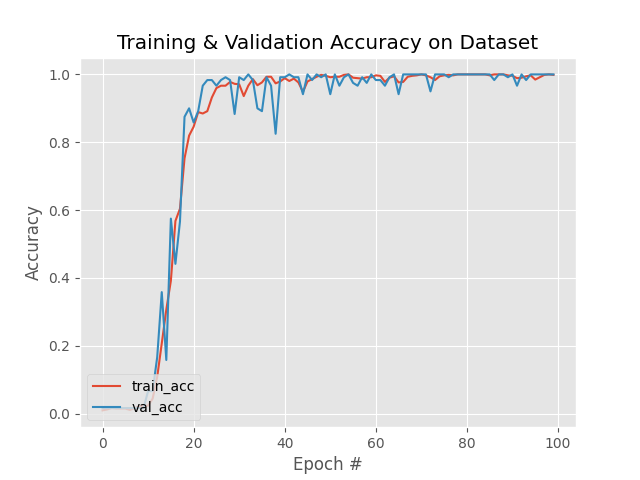 Training & Validation Accuracy on Dataset
Accuracy
1.0
0.8
0.6
0.4
0.2
0.0
train_acc
val_acc
0 20 40 60 80 100
Epoch #